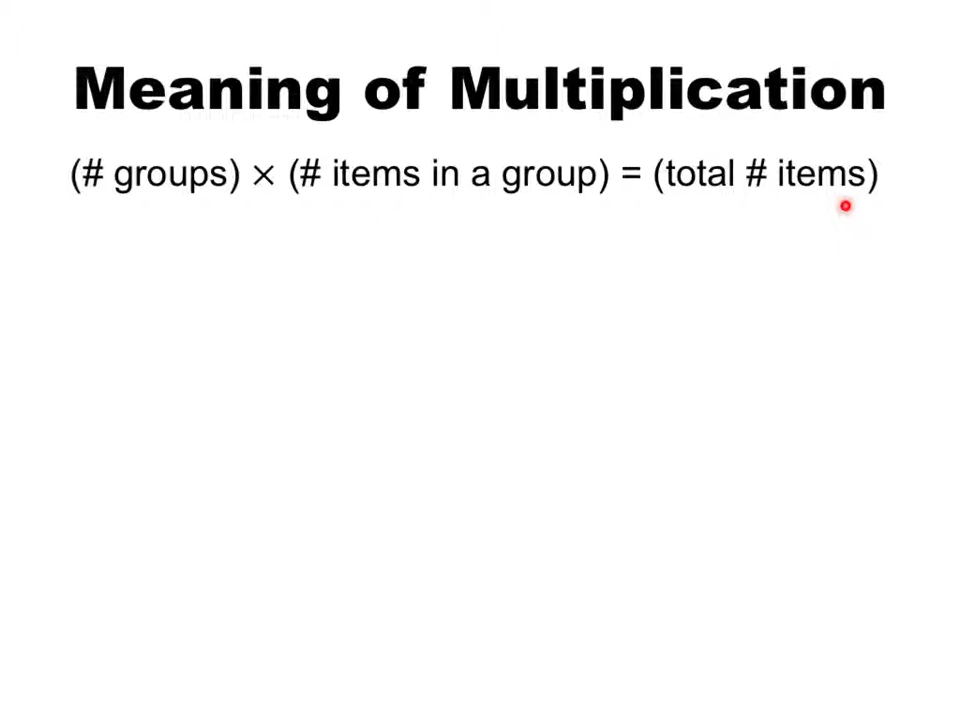 Meaning of Multiplication
(# groups) × (# items in a group) = (total # items)